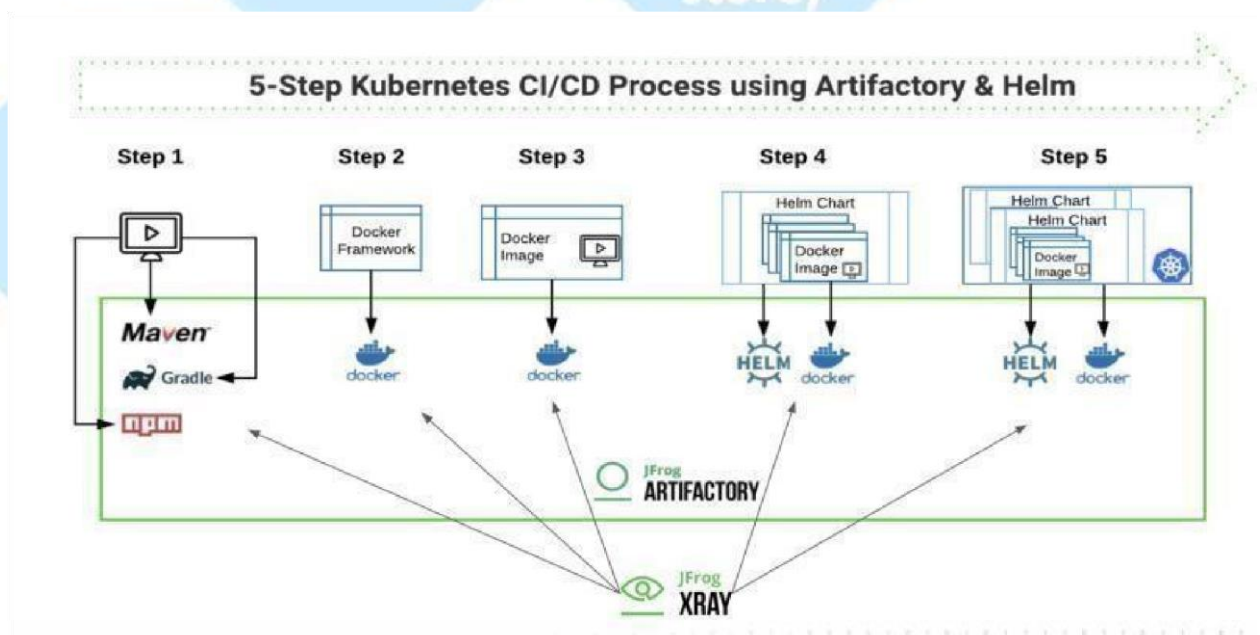 5-Step Kubernetes CI/CD Process using Artifactory & Helm
Step 1
Step 2
Step 3
Step 4
Step 5
Docker
Framework
Docker
Image
Helm Chart
Docker
Image
Helm Chart
Helm Chart
Docker
Image
Maven
Gradle
npm
docker
docker
HELM
docker
HELM
docker
JFrog
ARTIFACTORY
JFrog
XRAY